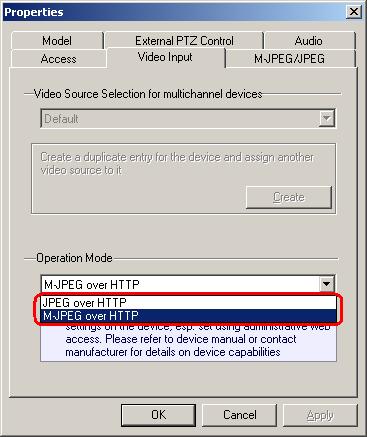 Properties
Model
External PTZ Control
Audio
Access
Video Input
M-JPEG/JPEG
Video Source Selection for multichannel devices
Default
Create a duplicate entry for the device and assign another
video source to it
Create
Operation Mode
M-JPEG over HTTP
JPEG over HTTP
M-JPEG over HTTP
settings on the device, esp. set using administrative web
access. Please refer to device manual or contact
manufacturer for details on device capabilities
OK
Cancel
Apply